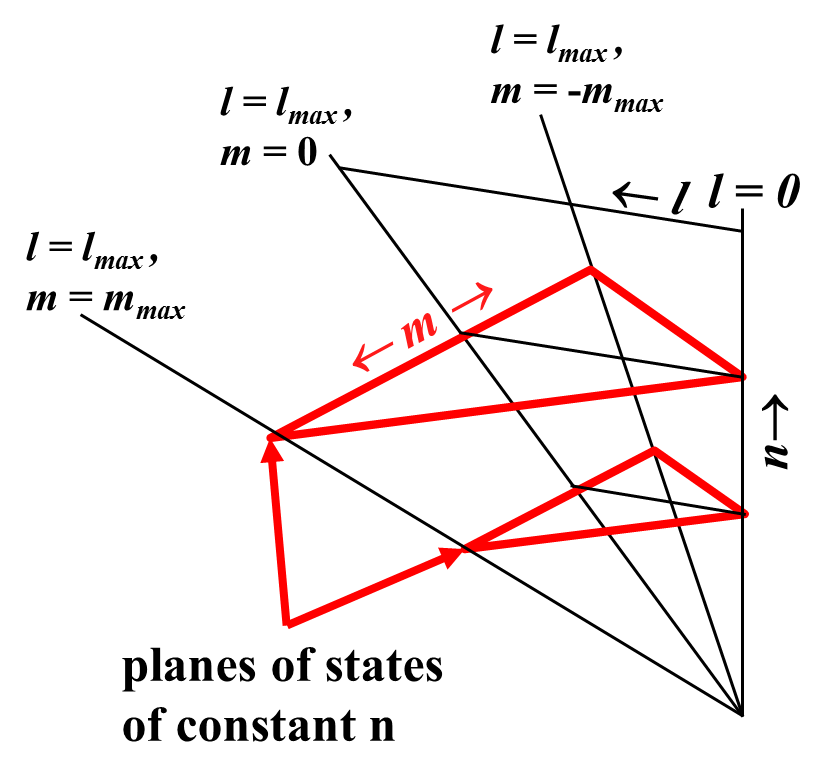 l = lmax,
m = -mmax
l = lmax,
m = 0
← l
l = 0
l = lmax,
m = mmax
← m →
n→
planes of states
of constant n